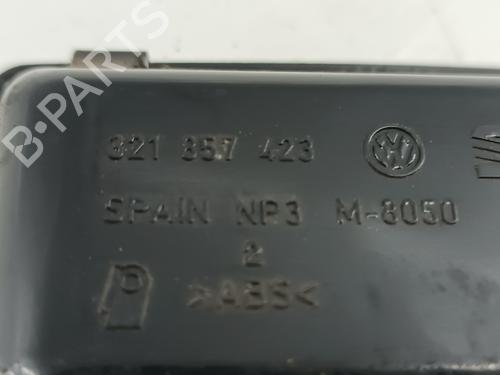 321 857 423
SPAIN NP3 M-8050
2
>ABS<
B-PARTS